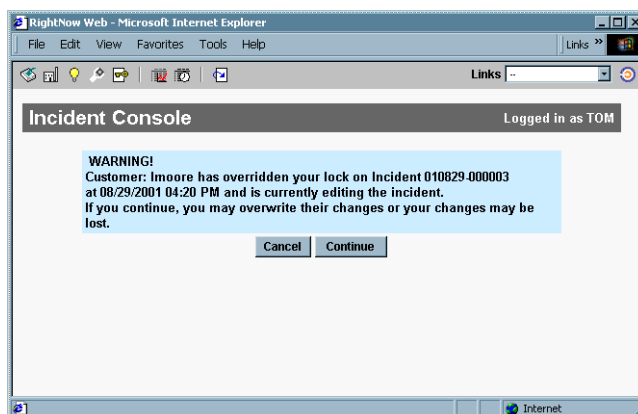 RightNow Web - Microsoft Internet Explorer
File Edit View Favorites Tools Help Links »
Links --
Incident Console Logged in as TOM
WARNING!
Customer: lmoore has overridden your lock on Incident 010829-000003
at 08/29/2001 04:20 PM and is currently editing the incident.
If you continue, you may overwrite their changes or your changes may be
lost.
Cancel Continue
Internet